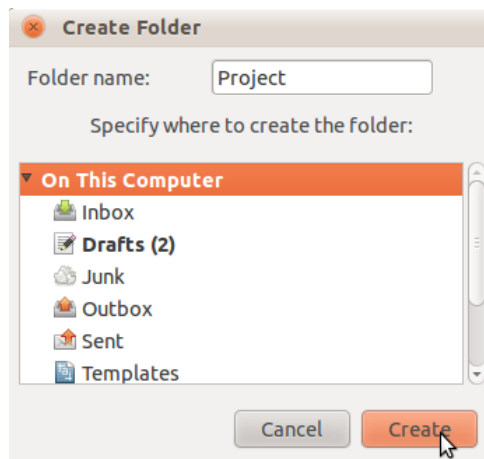 Create Folder
Folder name: Project
Specify where to create the folder:
On This Computer
Inbox
Drafts (2)
Junk
Outbox
Sent
Templates
Cancel Create